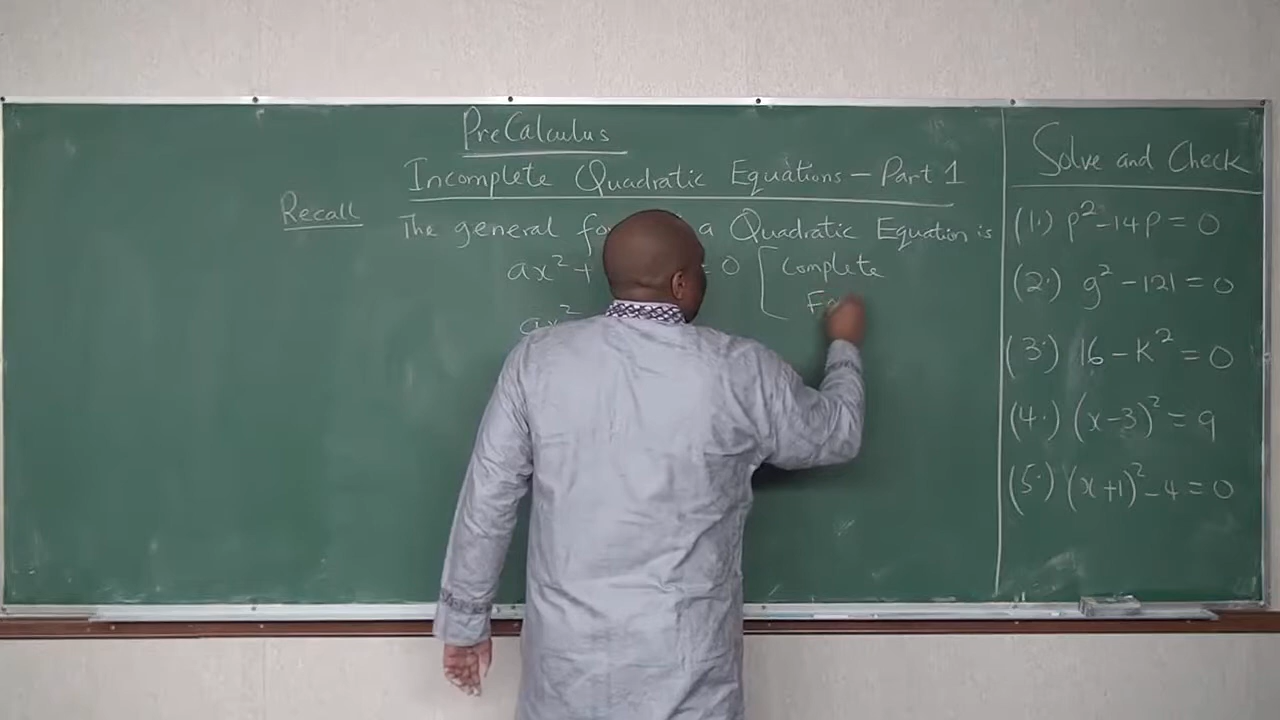 PreCalculus
Incomplete Quadratic Equations – Part 1
Recall The general a Quadratic Equation is
ax² + = 0 [ Complete
ax²
Solve and Check
(1.) p² - 14p = 0
(2.) g² - 121 = 0
(3.) 16 - K² = 0
(4.) (x-3)² = 9
(5.) (x+1)² - 4 = 0